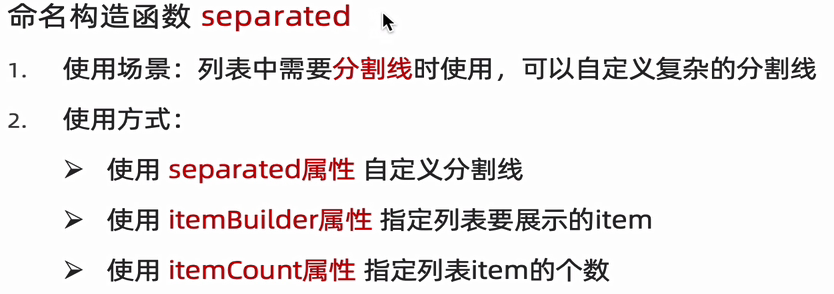 命名构造函数 separated
1. 使用场景：列表中需要分割线时使用，可以自定义复杂的分割线
2. 使用方式：
➢ 使用 separated属性 自定义分割线
➢ 使用 itemBuilder属性 指定列表要展示的item
➢ 使用 itemCount属性 指定列表item的个数